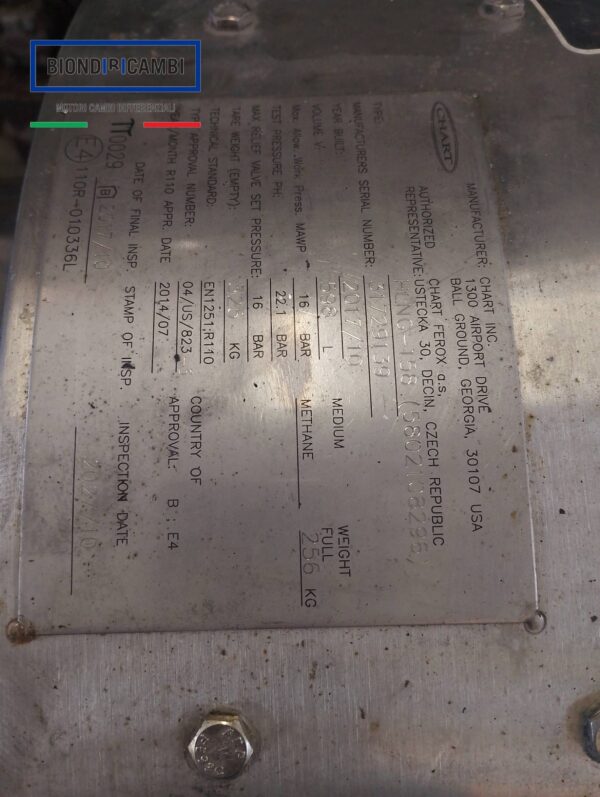 BIONDIRICAMBI
MOTORI CAMBI DIFFERENZIALI
CHART
MANUFACTURER: CHART INC.
1300 AIRPORT DRIVE
BALL GROUND, GEORGIA, 30107 USA
AUTHORIZED CHART FEROX a.s,
REPRESENTATIVE: USTECKA 30, DECIN, CZECH REPUBLIC
TYPE:
MANUFACTURERS SERIAL NUMBER:
YEAR BUILT: 2017/10 MEDIUM WEIGHT
VOLUME V: L FULL
Max. Allow. Work. Press. MAWP 16 BAR METHANE 256 KG
TEST PRESSURE PH: 22.1 BAR
MAX RELIEF VALVE SET PRESSURE: 16 BAR
TARE WEIGHT (EMPTY): KG
TECHNICAL STANDARD: EN1251;R110 COUNTRY OF
TYPE APPROVAL NUMBER: 04/US/823 APPROVAL: B ; E4
YEAR/MONTH R110 APPR. DATE 2014/07
DATE OF FINAL INSP. STAMP OF INSP. INSPECTION DATE
π0029
E4 110R-010336L